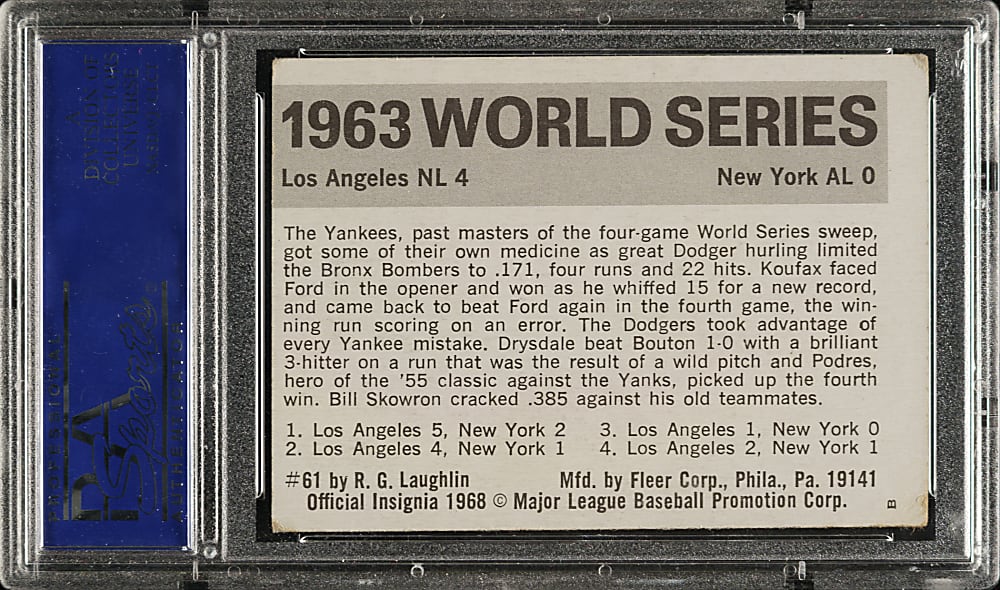 1963 WORLD SERIES
Los Angeles NL 4 New York AL 0
The Yankees, past masters of the four-game World Series sweep,
got some of their own medicine as great Dodger hurling limited
the Bronx Bombers to .171, four runs and 22 hits. Koufax faced
Ford in the opener and won as he whiffed 15 for a new record,
and came back to beat Ford again in the fourth game, the win-
ning run scoring on an error. The Dodgers took advantage of
every Yankee mistake. Drysdale beat Bouton 1-0 with a brilliant
3-hitter on a run that was the result of a wild pitch and Podres,
hero of the '55 classic against the Yanks, picked up the fourth
win. Bill Skowron cracked .385 against his old teammates.
1. Los Angeles 5, New York 2 3. Los Angeles 1, New York 0
2. Los Angeles 4, New York 1 4. Los Angeles 2, New York 1
#61 by R. G. Laughlin Mfd. by Fleer Corp., Phila., Pa. 19141
Official Insignia 1968 © Major League Baseball Promotion Corp.
B
A
DIVISION OF
COLLECTORS
UNIVERSE
PROFESSIONAL
PSA
AUTHENTICATOR